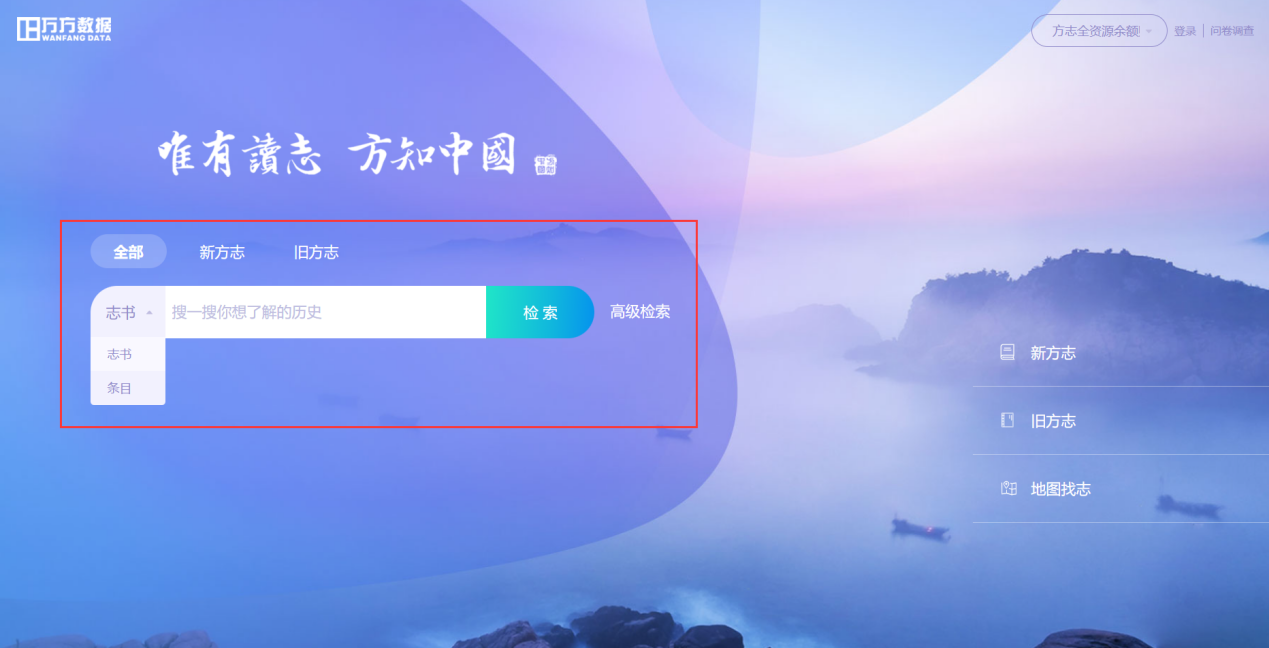 万方数据
WANFANG DATA
方志全资源余额
登录 | 问卷调查
唯有讀志 方知中國
全部 新方志 旧方志
志书 搜一搜你想了解的历史 检索 高级检索
志书
条目
新方志
旧方志
地图找志